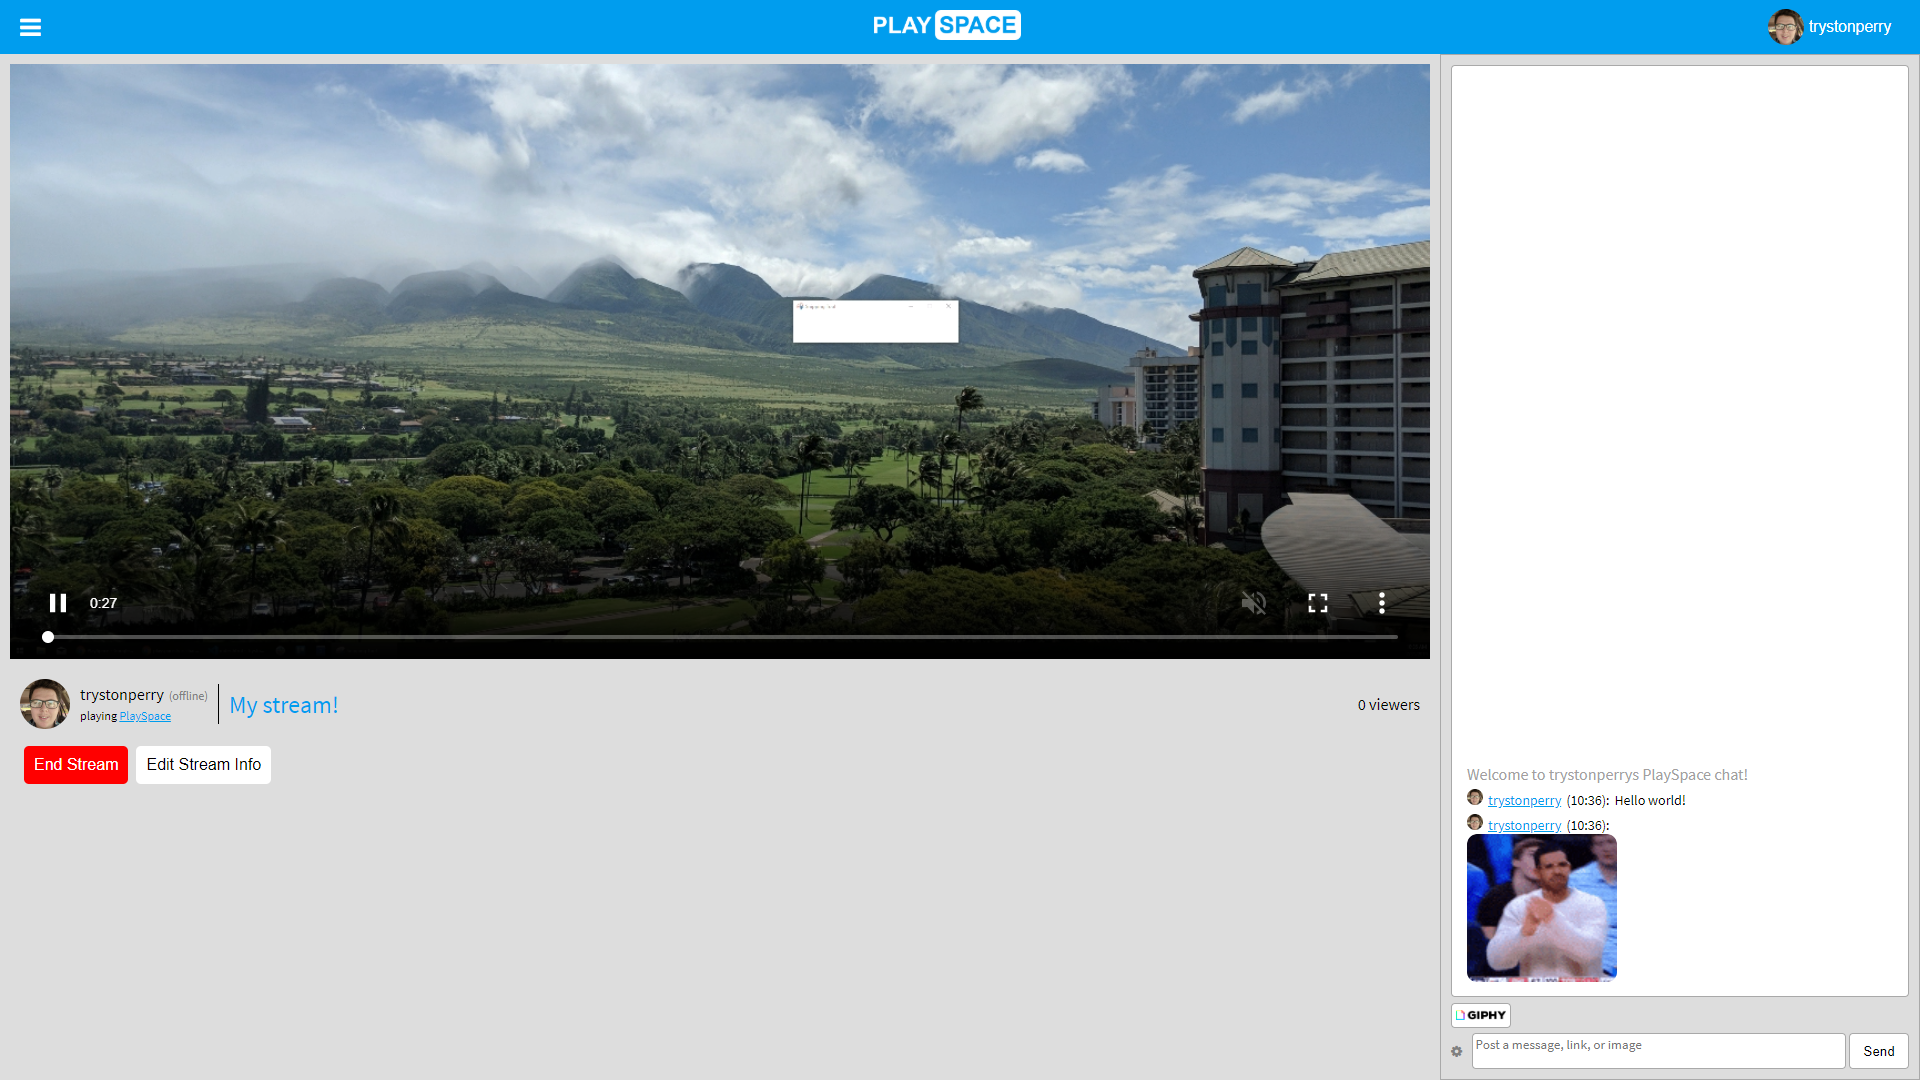 PLAY SPACE
trystonperry
0:27
trystonperry (offline)
playing PlaySpace
My stream!
0 viewers
End Stream
Edit Stream Info
Welcome to trystonperrys PlaySpace chat!
trystonperry (10:36): Hello world!
trystonperry (10:36):
GIPHY
Post a message, link, or image
Send